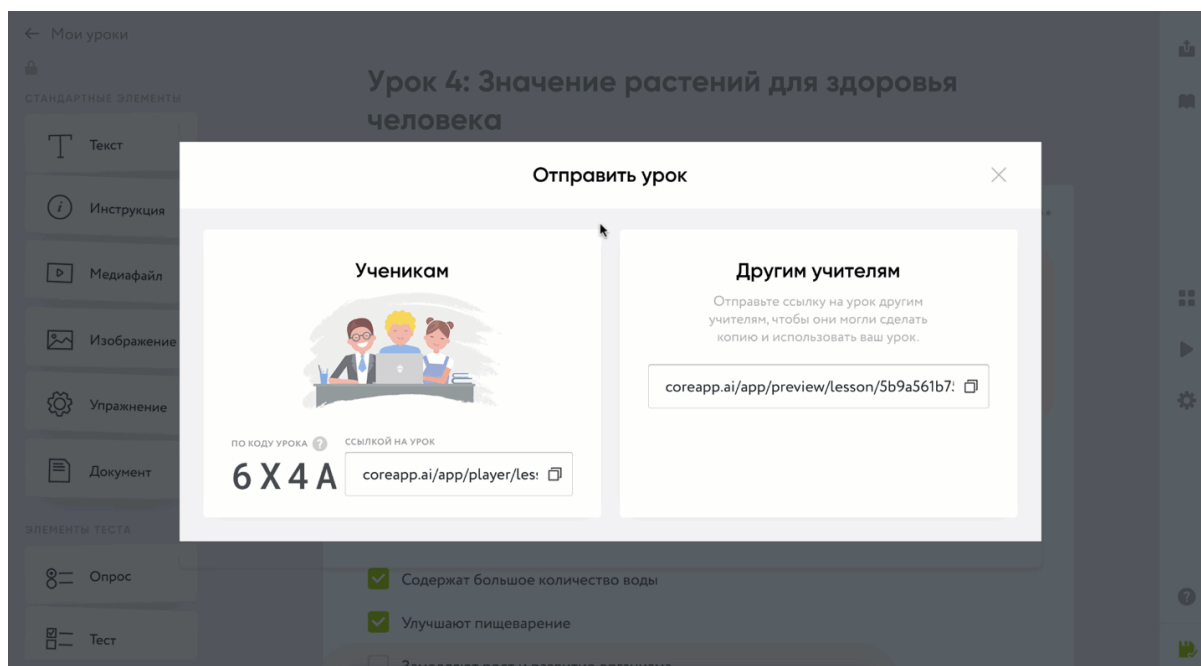 ← Мои уроки
СТАНДАРТНЫЕ ЭЛЕМЕНТЫ
Текст
Инструкция
Медиафайл
Изображение
Упражнение
Документ
ЭЛЕМЕНТЫ ТЕСТА
Опрос
Тест
Урок 4: Значение растений для здоровья
человека
Отправить урок
Ученикам
ПО КОДУ УРОКА ?
6X4A
ССЫЛКОЙ НА УРОК
coreapp.ai/app/player/les
Другим учителям
Отправьте ссылку на урок другим
учителям, чтобы они могли сделать
копию и использовать ваш урок.
coreapp.ai/app/preview/lesson/5b9a561b7
Содержат большое количество воды
Улучшают пищеварение